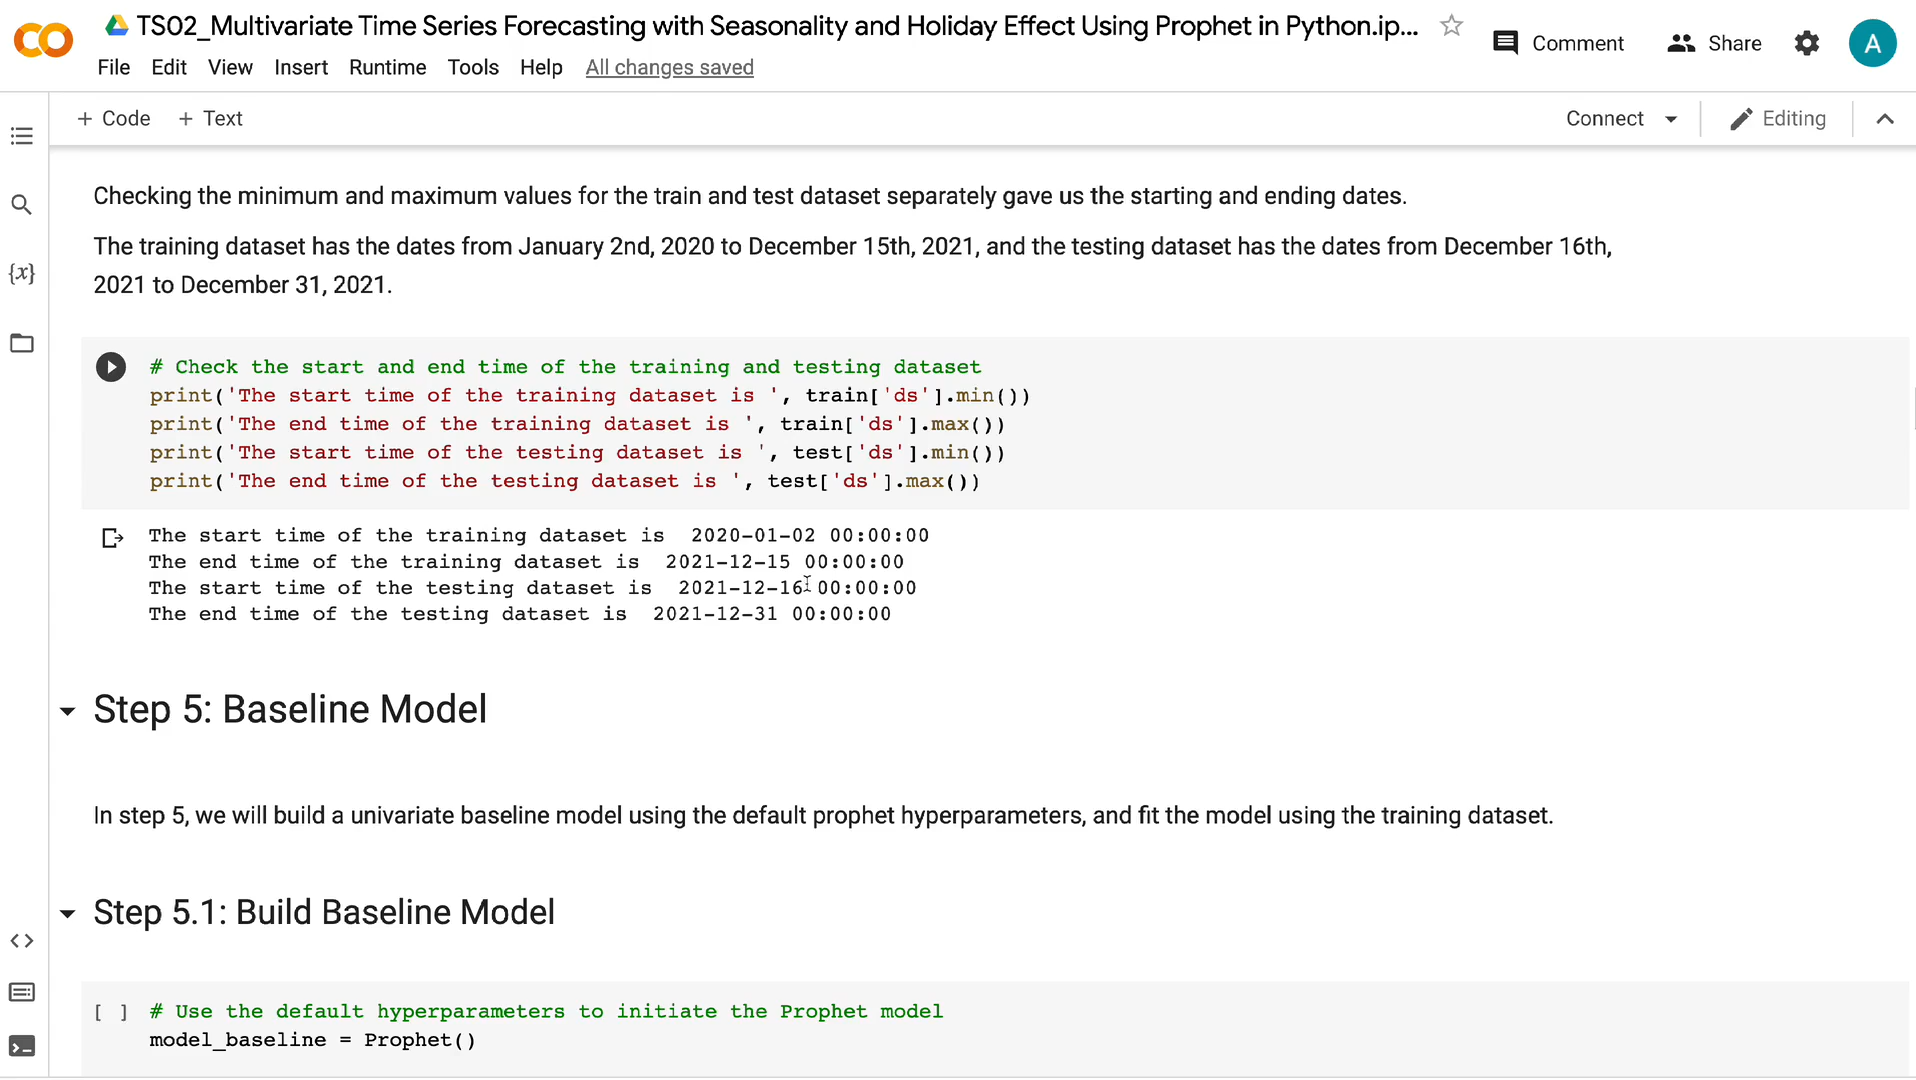 TS02_Multivariate Time Series Forecasting with Seasonality and Holiday Effect Using Prophet in Python.ip...
Comment
Share
A
File Edit View Insert Runtime Tools Help All changes saved
+ Code + Text
Connect
Editing
{x}
Checking the minimum and maximum values for the train and test dataset separately gave us the starting and ending dates.
The training dataset has the dates from January 2nd, 2020 to December 15th, 2021, and the testing dataset has the dates from December 16th,
2021 to December 31, 2021.
# Check the start and end time of the training and testing dataset
print('The start time of the training dataset is ', train['ds'].min())
print('The end time of the training dataset is ', train['ds'].max())
print('The start time of the testing dataset is ', test['ds'].min())
print('The end time of the testing dataset is ', test['ds'].max())
The start time of the training dataset is  2020-01-02 00:00:00
The end time of the training dataset is  2021-12-15 00:00:00
The start time of the testing dataset is  2021-12-16 00:00:00
The end time of the testing dataset is  2021-12-31 00:00:00
Step 5: Baseline Model
In step 5, we will build a univariate baseline model using the default prophet hyperparameters, and fit the model using the training dataset.
Step 5.1: Build Baseline Model
[ ] # Use the default hyperparameters to initiate the Prophet model
model_baseline = Prophet()